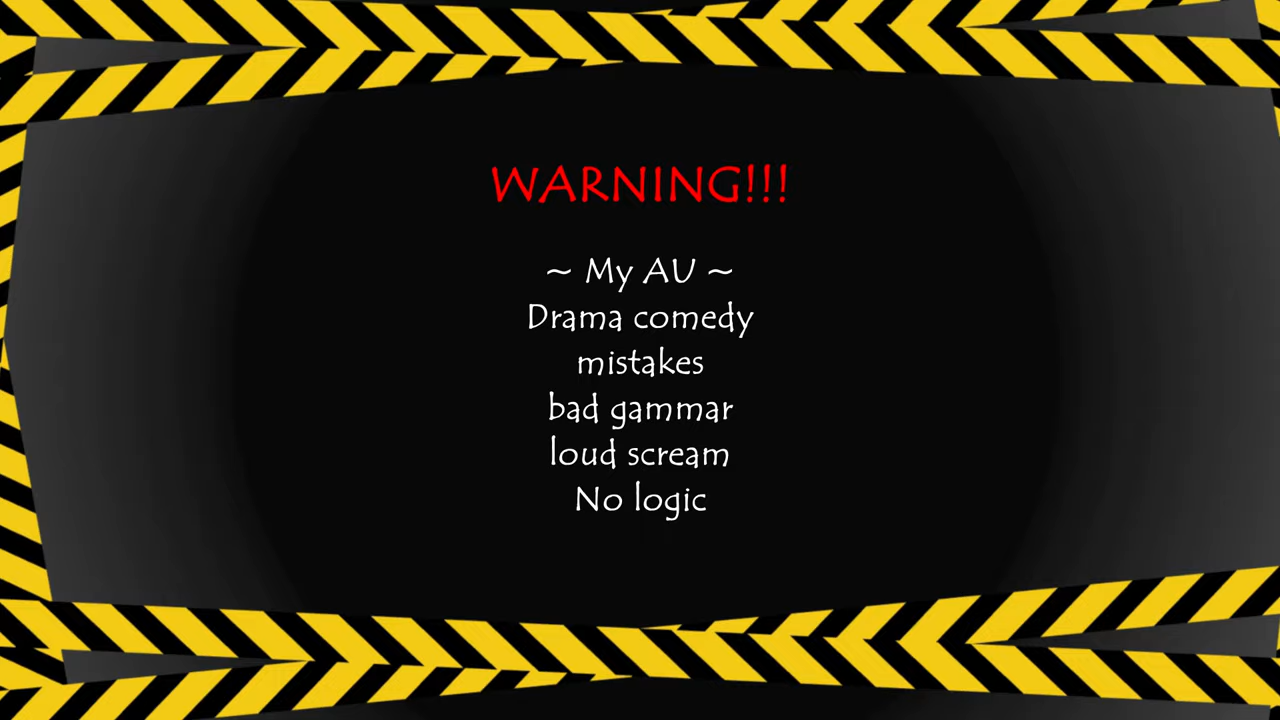 WARNING!!!
~ My AU ~
Drama comedy
mistakes
bad gammar
loud scream
No logic